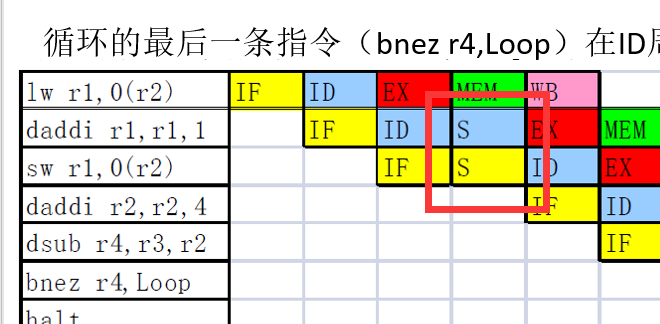 循环的最后一条指令（bnez r4,Loop）在ID周
lw r1,0(r2) IF ID EX MEM WB
daddi r1,r1,1 IF ID S EX MEM
sw r1,0(r2) IF S ID EX
daddi r2,r2,4 IF ID
dsub r4,r3,r2 IF
bnez r4,Loop
halt